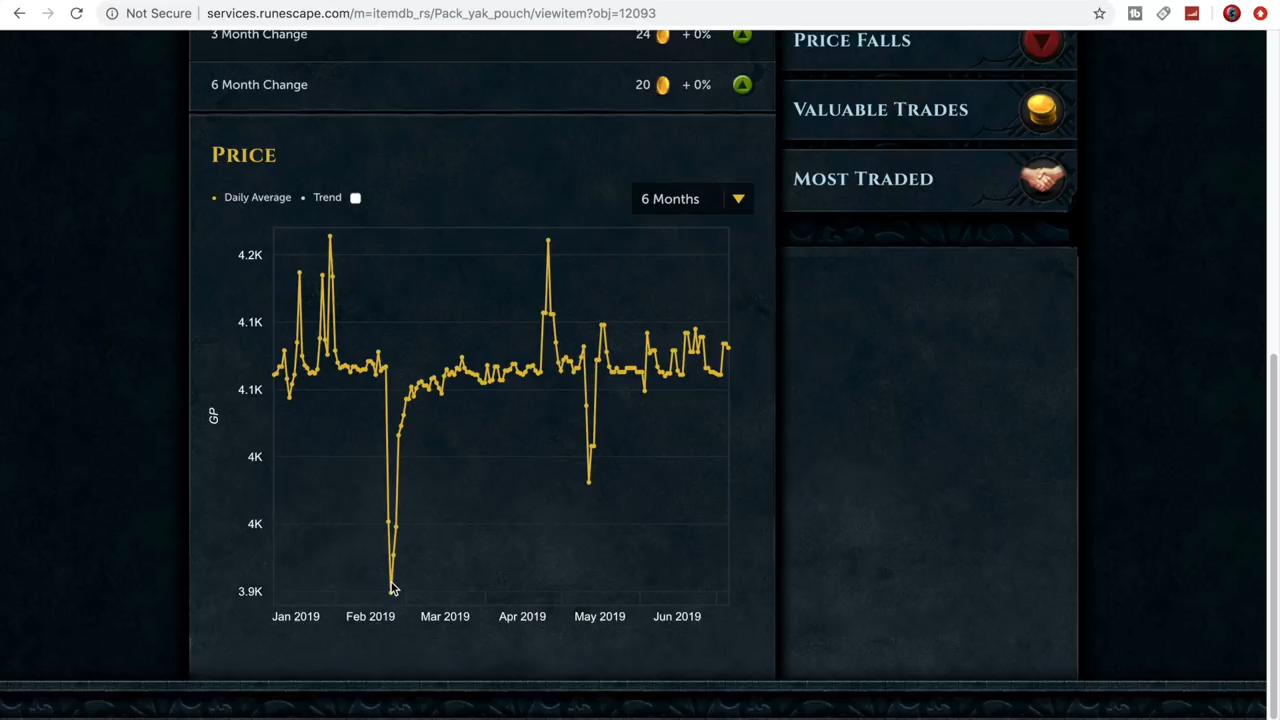 Not Secure services.runescape.com/m=itemdb_rs/Pack_yak_pouch/viewitem?obj=12093
3 Month Change 24 + 0%
6 Month Change 20 + 0%
PRICE FALLS
VALUABLE TRADES
MOST TRADED
PRICE
Daily Average Trend
6 Months
4.2K
4.1K
4.1K
4K
4K
3.9K
GP
Jan 2019 Feb 2019 Mar 2019 Apr 2019 May 2019 Jun 2019